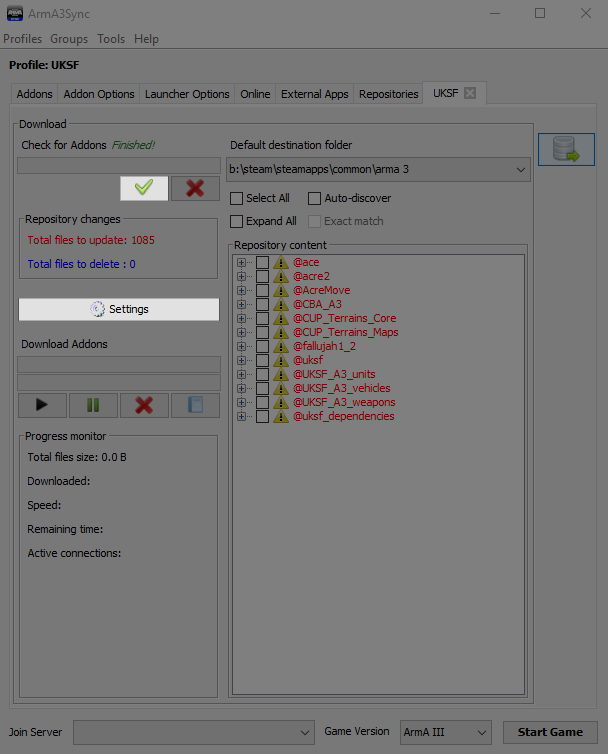 ArmA3Sync
Profiles Groups Tools Help
Profile: UKSF
Addons Addon Options Launcher Options Online External Apps Repositories UKSF
Download
Check for Addons Finished!
Repository changes
Total files to update: 1085
Total files to delete : 0
Settings
Download Addons
Progress monitor
Total files size: 0.0 B
Downloaded:
Speed:
Remaining time:
Active connections:
Default destination folder
b:\steam\steamapps\common\arma 3
Select All Auto-discover
Expand All Exact match
Repository content
@ace
@acre2
@AcreMove
@CBA_A3
@CUP_Terrains_Core
@CUP_Terrains_Maps
@fallujah1_2
@uksf
@UKSF_A3_units
@UKSF_A3_vehicles
@UKSF_A3_weapons
@uksf_dependencies
Join Server Game Version ArmA III Start Game